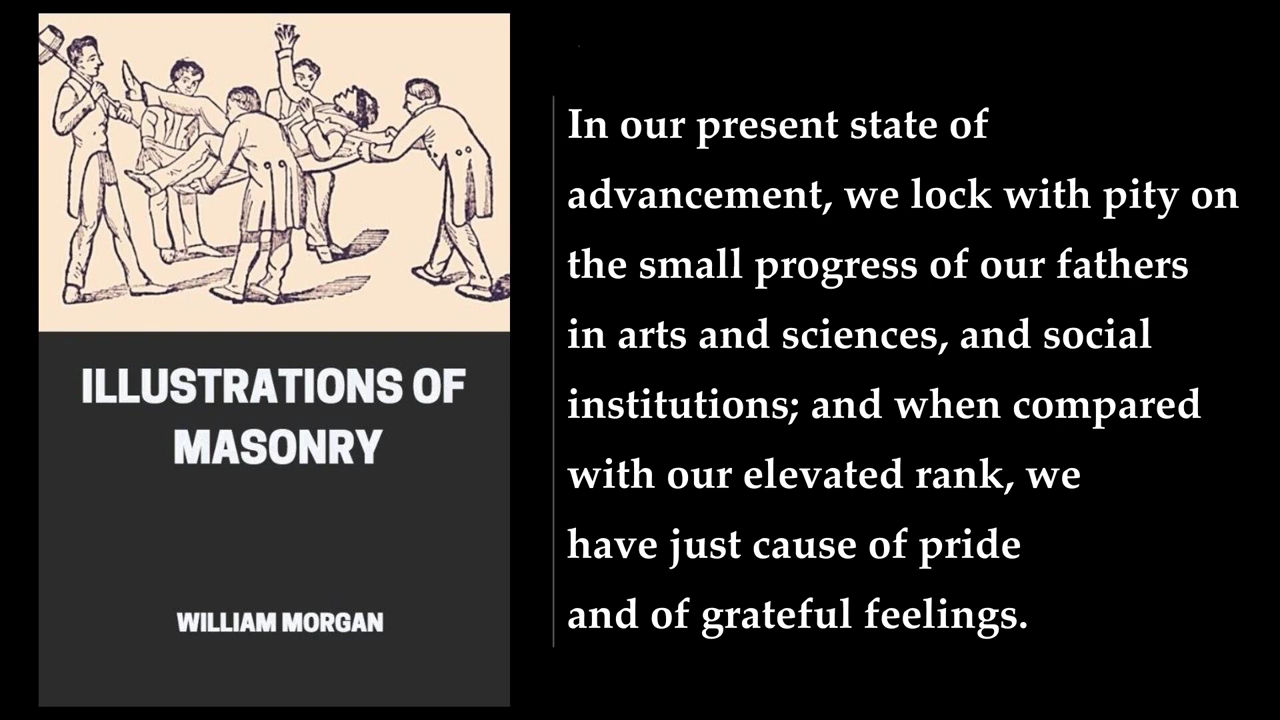 ILLUSTRATIONS OF
MASONRY
WILLIAM MORGAN
In our present state of
advancement, we lock with pity on
the small progress of our fathers
in arts and sciences, and social
institutions; and when compared
with our elevated rank, we
have just cause of pride
and of grateful feelings.